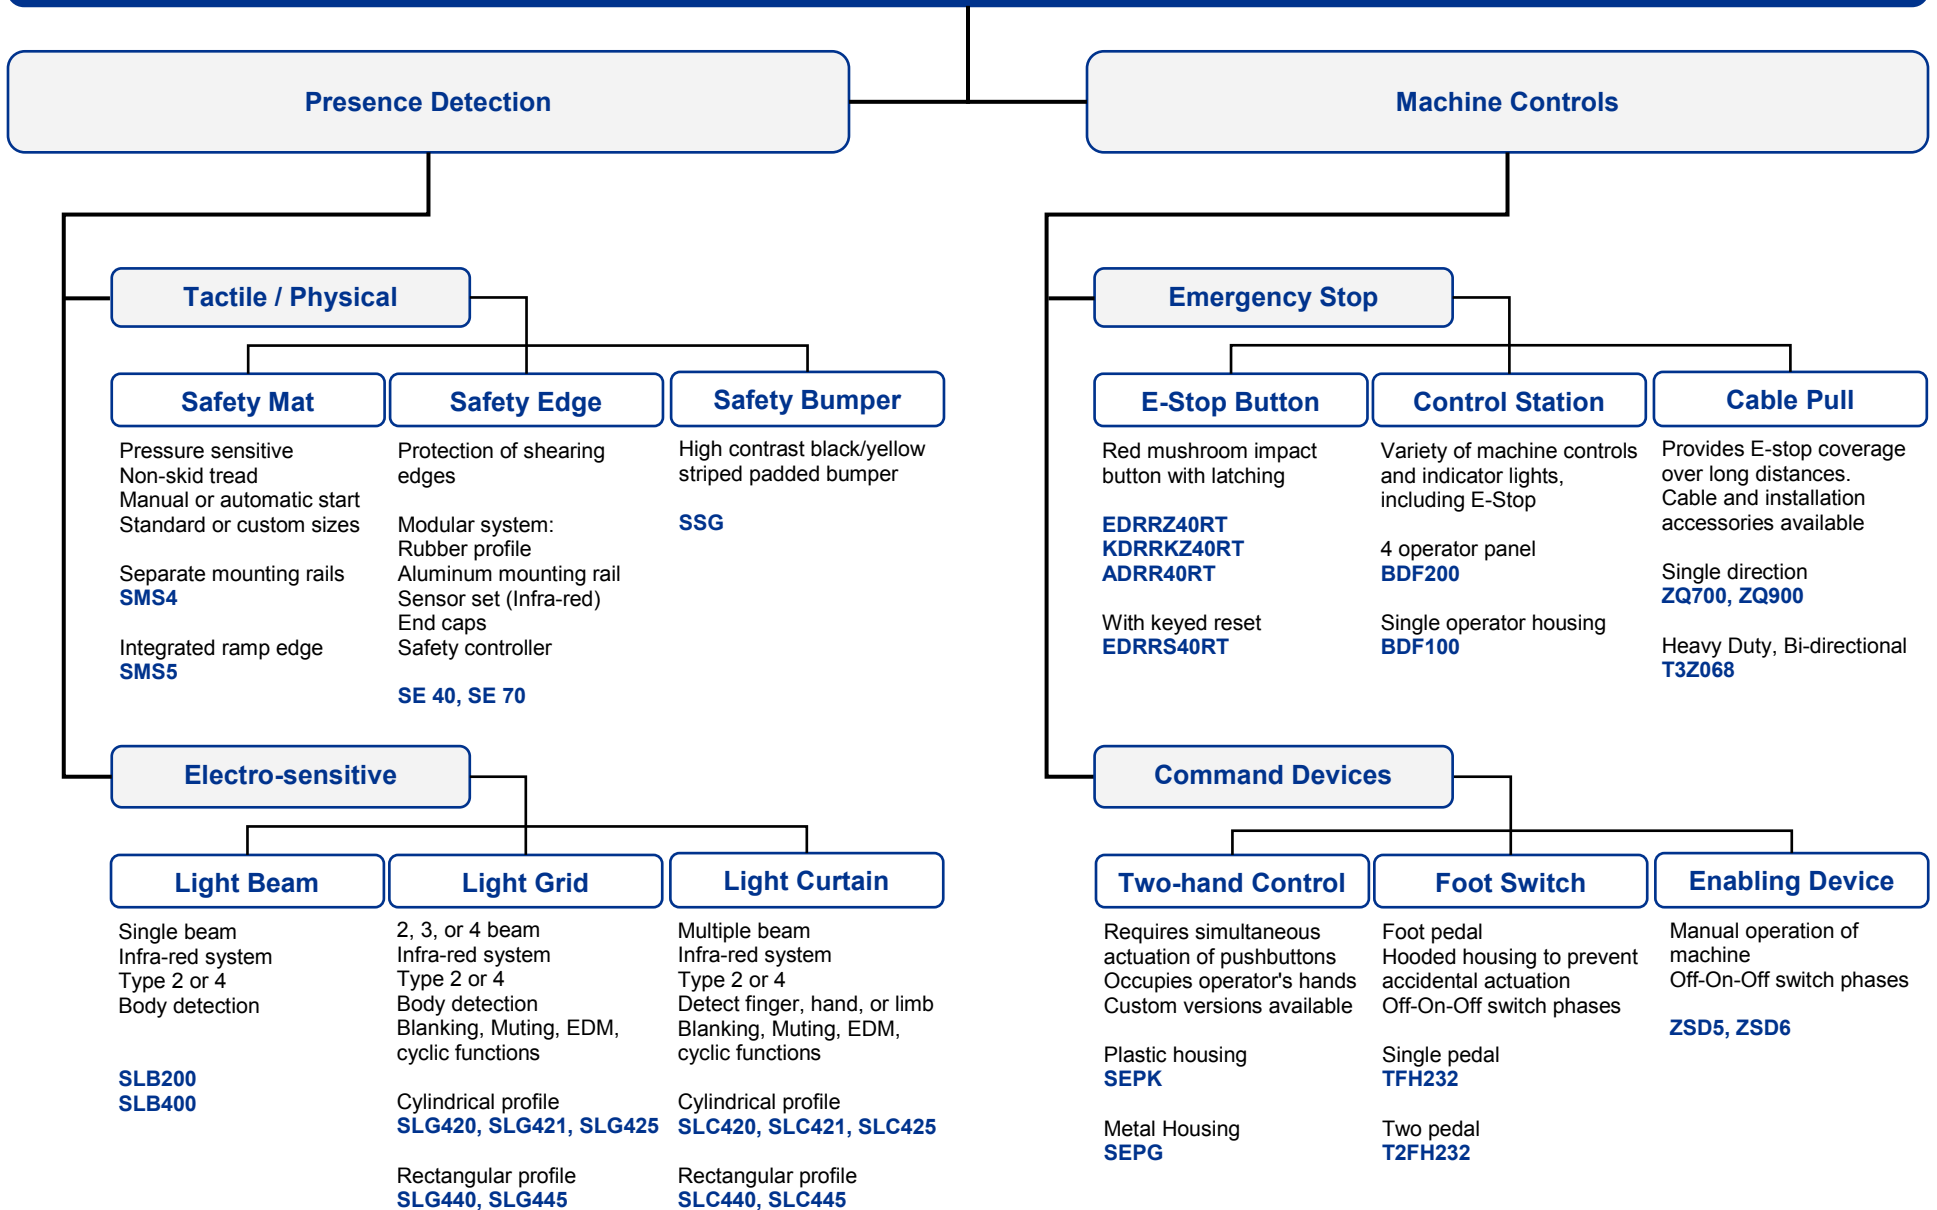 Presence Detection
Machine Controls
Tactile / Physical
Safety Mat
Pressure sensitive
Non-skid tread
Manual or automatic start
Standard or custom sizes
Separate mounting rails
SMS4
Integrated ramp edge
SMS5
Safety Edge
Protection of shearing
edges
Modular system:
Rubber profile
Aluminum mounting rail
Sensor set (Infra-red)
End caps
Safety controller
SE 40, SE 70
Safety Bumper
High contrast black/yellow
striped padded bumper
SSG
Electro-sensitive
Light Beam
Single beam
Infra-red system
Type 2 or 4
Body detection
SLB200
SLB400
Light Grid
2, 3, or 4 beam
Infra-red system
Type 2 or 4
Body detection
Blanking, Muting, EDM,
cyclic functions
Cylindrical profile
SLG420, SLG421, SLG425
Rectangular profile
SLG440, SLG445
Light Curtain
Multiple beam
Infra-red system
Type 2 or 4
Detect finger, hand, or limb
Blanking, Muting, EDM,
cyclic functions
Cylindrical profile
SLC420, SLC421, SLC425
Rectangular profile
SLC440, SLC445
Emergency Stop
E-Stop Button
Red mushroom impact
button with latching
EDRRZ40RT
KDRRKZ40RT
ADRR40RT
With keyed reset
EDRRS40RT
Control Station
Variety of machine controls
and indicator lights,
including E-Stop
4 operator panel
BDF200
Single operator housing
BDF100
Cable Pull
Provides E-stop coverage
over long distances.
Cable and installation
accessories available
Single direction
ZQ700, ZQ900
Heavy Duty, Bi-directional
T3Z068
Command Devices
Two-hand Control
Requires simultaneous
actuation of pushbuttons
Occupies operator's hands
Custom versions available
Plastic housing
SEPK
Metal Housing
SEPG
Foot Switch
Foot pedal
Hooded housing to prevent
accidental actuation
Off-On-Off switch phases
Single pedal
TFH232
Two pedal
T2FH232
Enabling Device
Manual operation of
machine
Off-On-Off switch phases
ZSD5, ZSD6